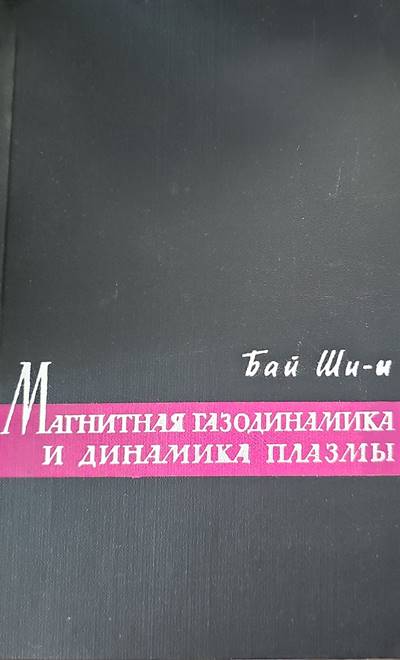 Бай Ши-и
МАГНИТНАЯ ГАЗОДИНАМИКА
И ДИНАМИКА ПЛАЗМЫ